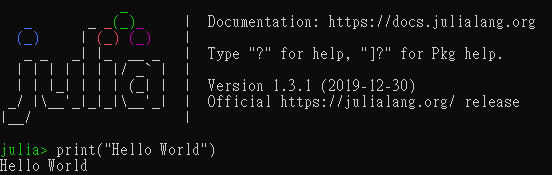 Documentation: https://docs.julialang.org
Type "?" for help, "]?" for Pkg help.
Version 1.3.1 (2019-12-30)
Official https://julialang.org/ release
julia
julia> print("Hello World")
Hello World